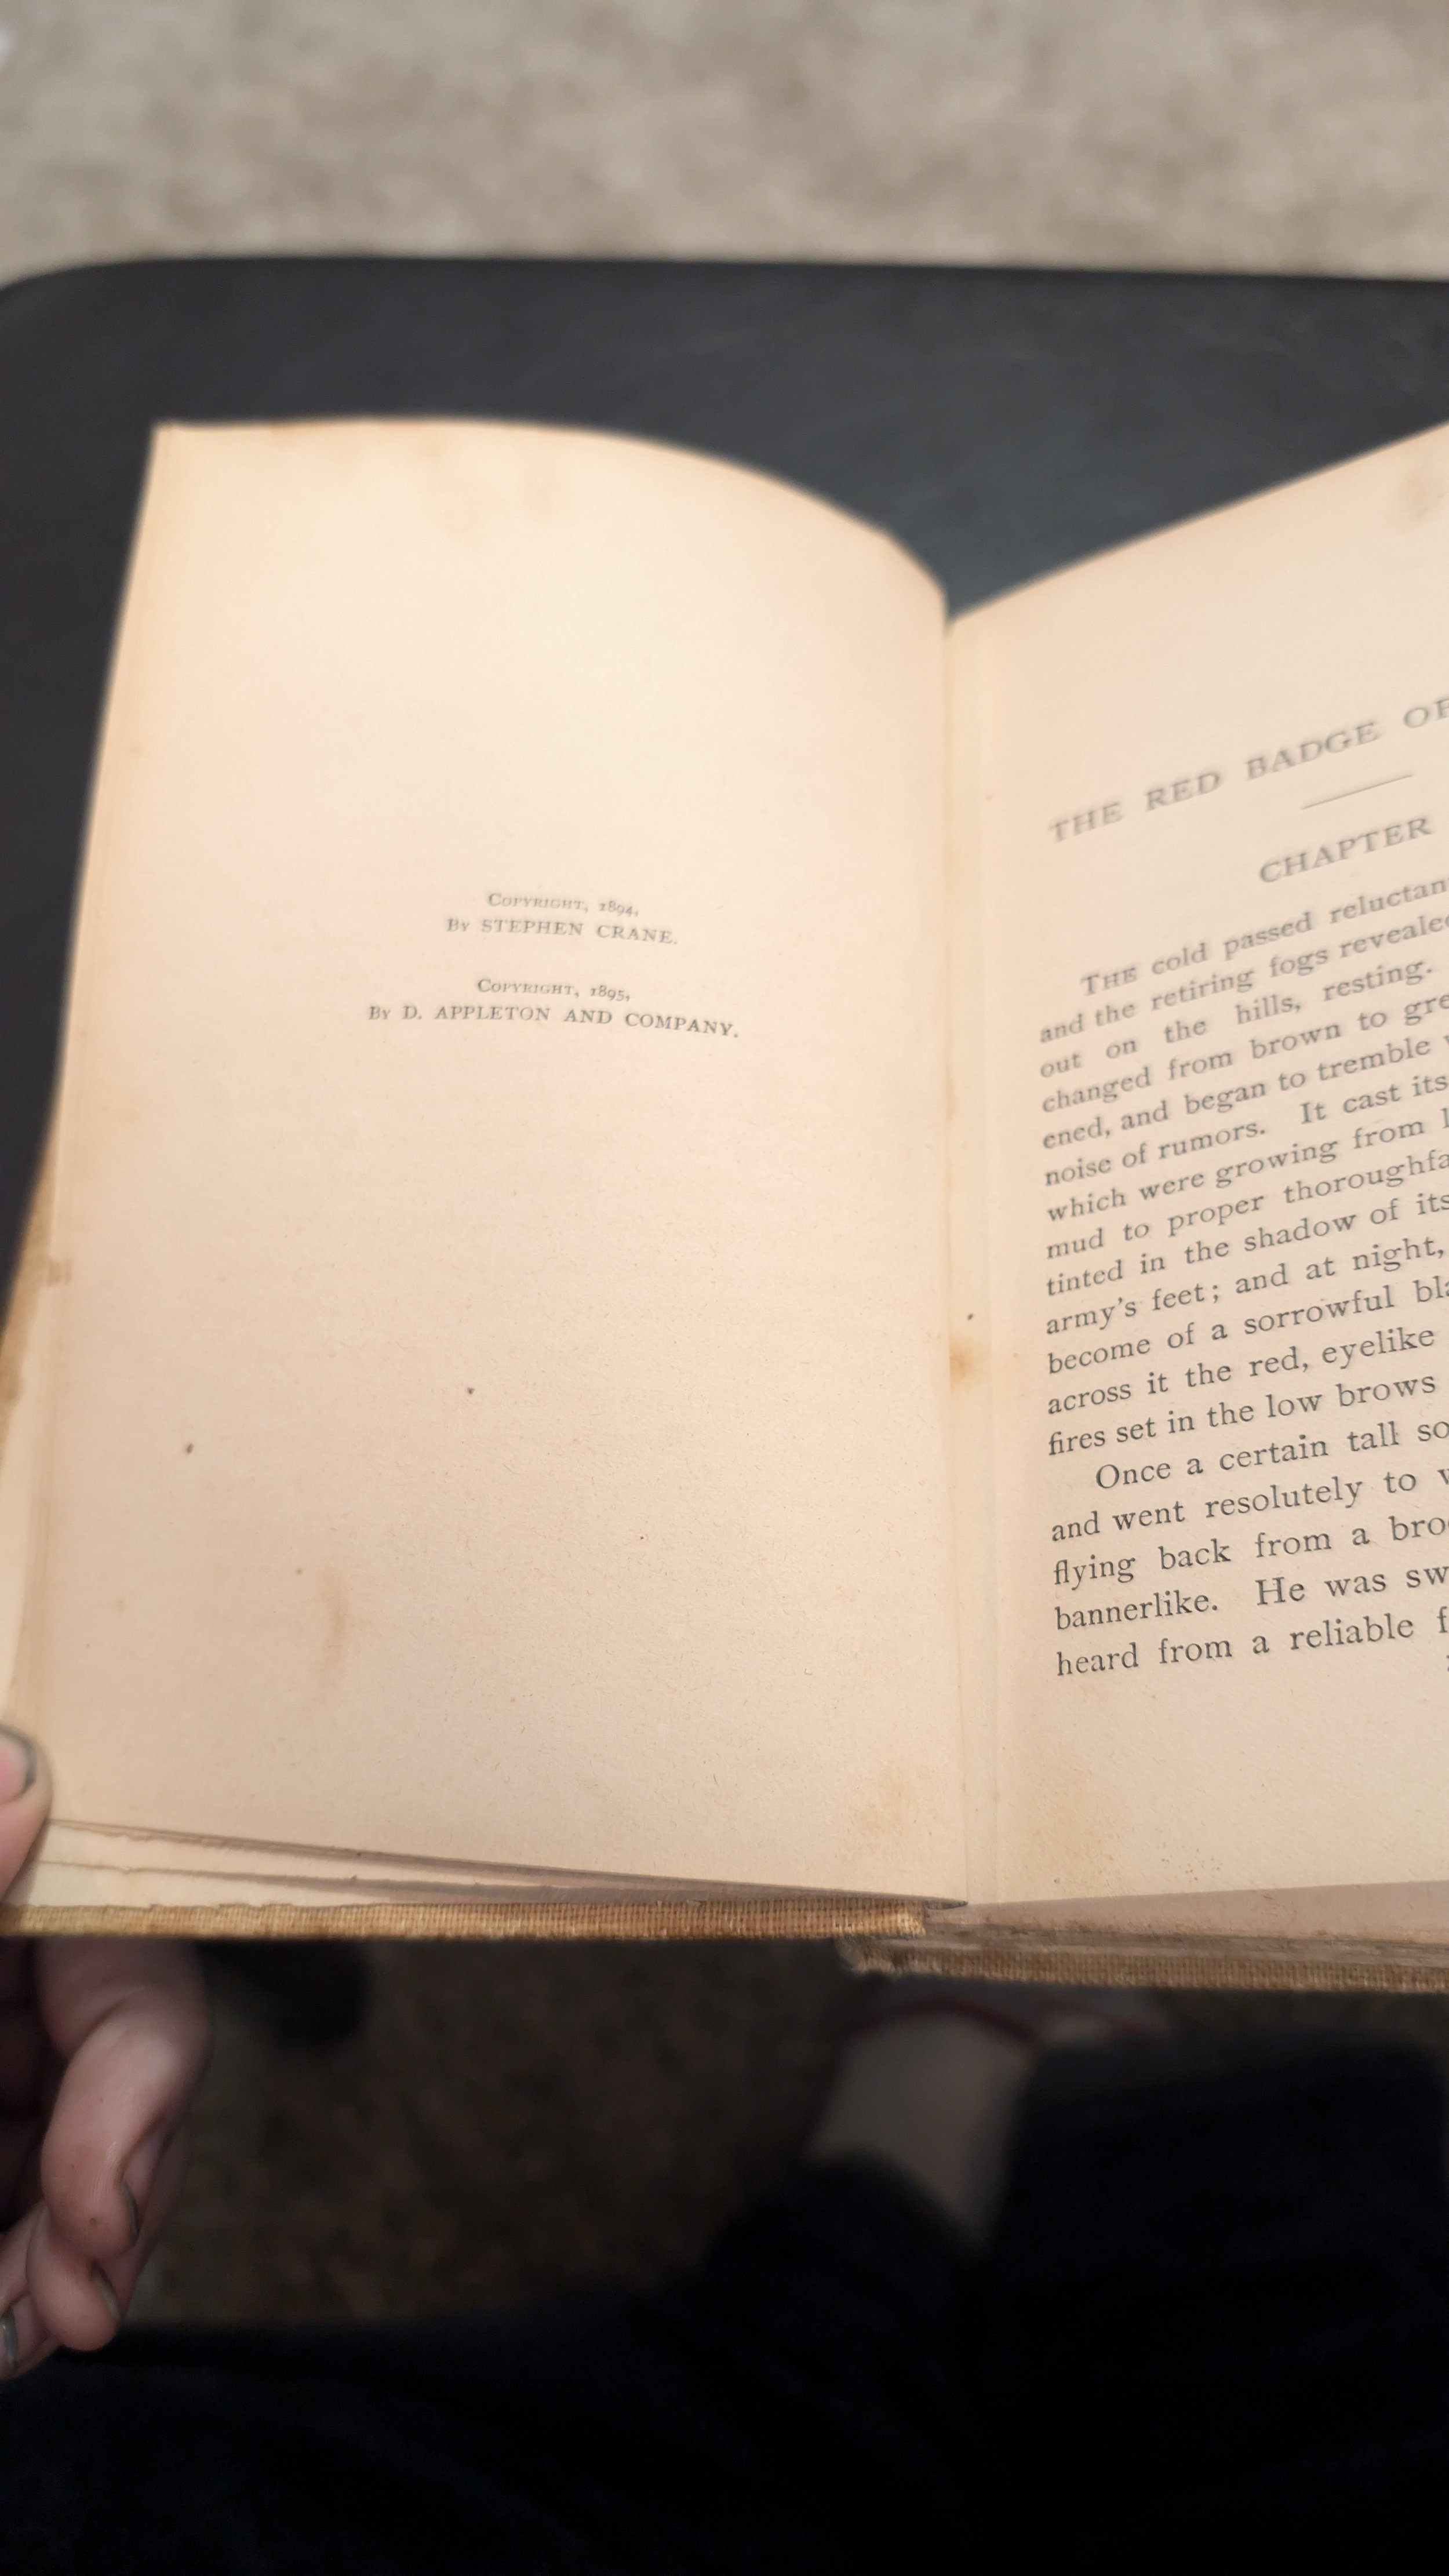 COPYRIGHT, 1894,
BY STEPHEN CRANE.
COPYRIGHT, 1895,
BY D. APPLETON AND COMPANY.
THE RED BADGE OF
CHAPTER
THE cold passed reluctan
and the retiring fogs reveale
out on the hills, resting.
changed from brown to gre
ened, and began to tremble
noise of rumors. It cast its
which were growing from l
mud to proper thoroughfa
tinted in the shadow of its
army's feet; and at night,
become of a sorrowful bla
across it the red, eyelike
fires set in the low brows
Once a certain tall so
and went resolutely to w
flying back from a broo
bannerlike. He was sw
heard from a reliable f